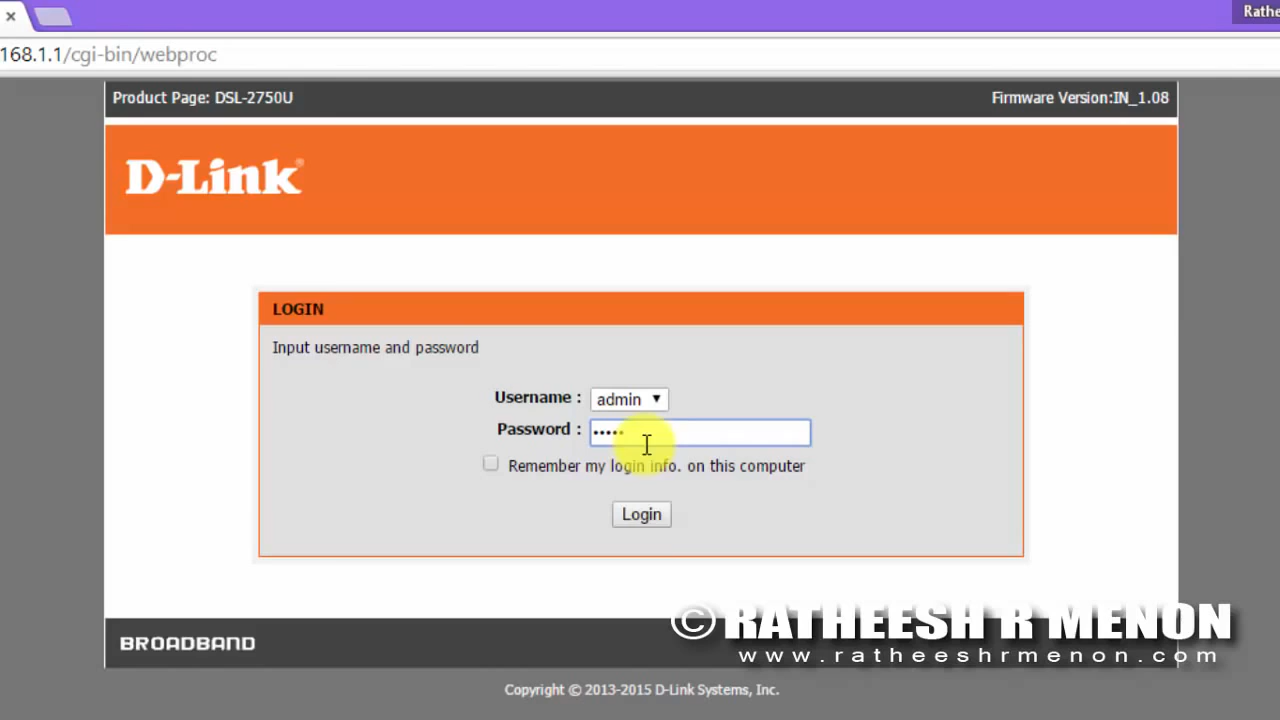 Rathe
168.1.1/cgi-bin/webproc
Product Page: DSL-2750U Firmware Version:IN_1.08
D-Link®
LOGIN
Input username and password
Username : admin
Password : •••••
Remember my login info. on this computer
Login
BROADBAND
© RATHEESH R MENON
www.ratheeshrmenon.com
Copyright © 2013-2015 D-Link Systems, Inc.